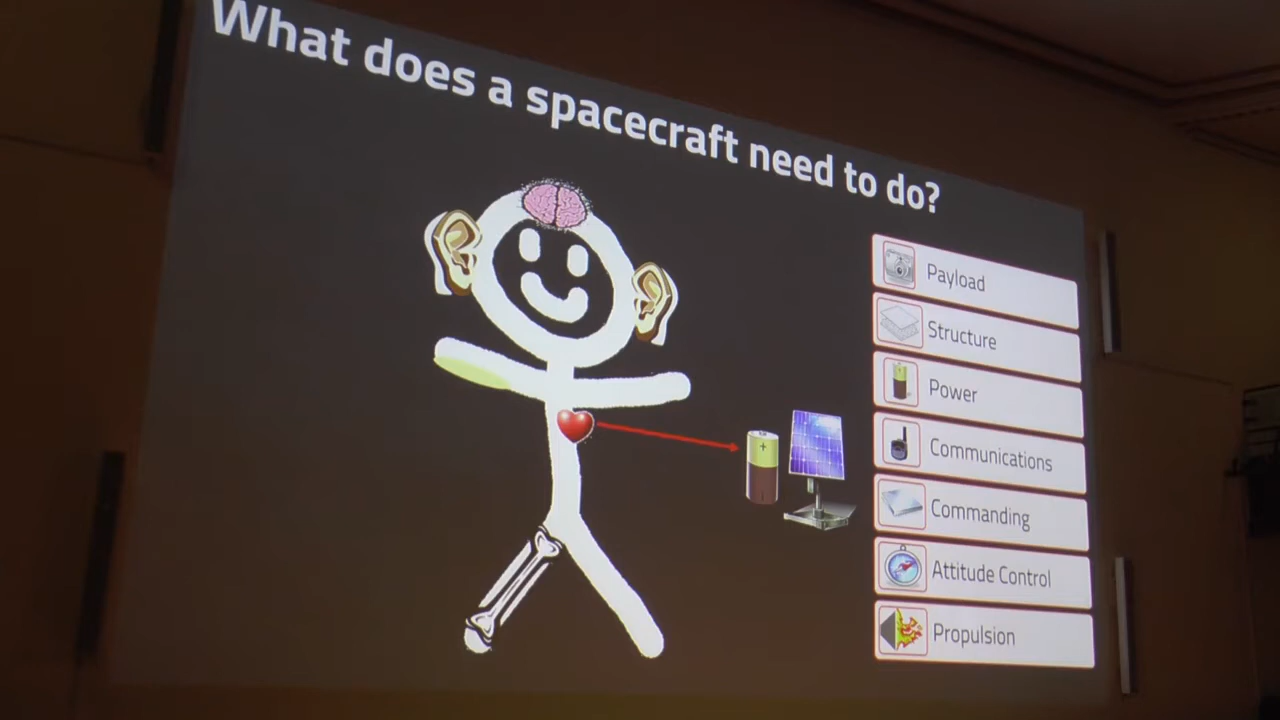 What does a spacecraft need to do?
Payload
Structure
Power
Communications
Commanding
Attitude Control
Propulsion